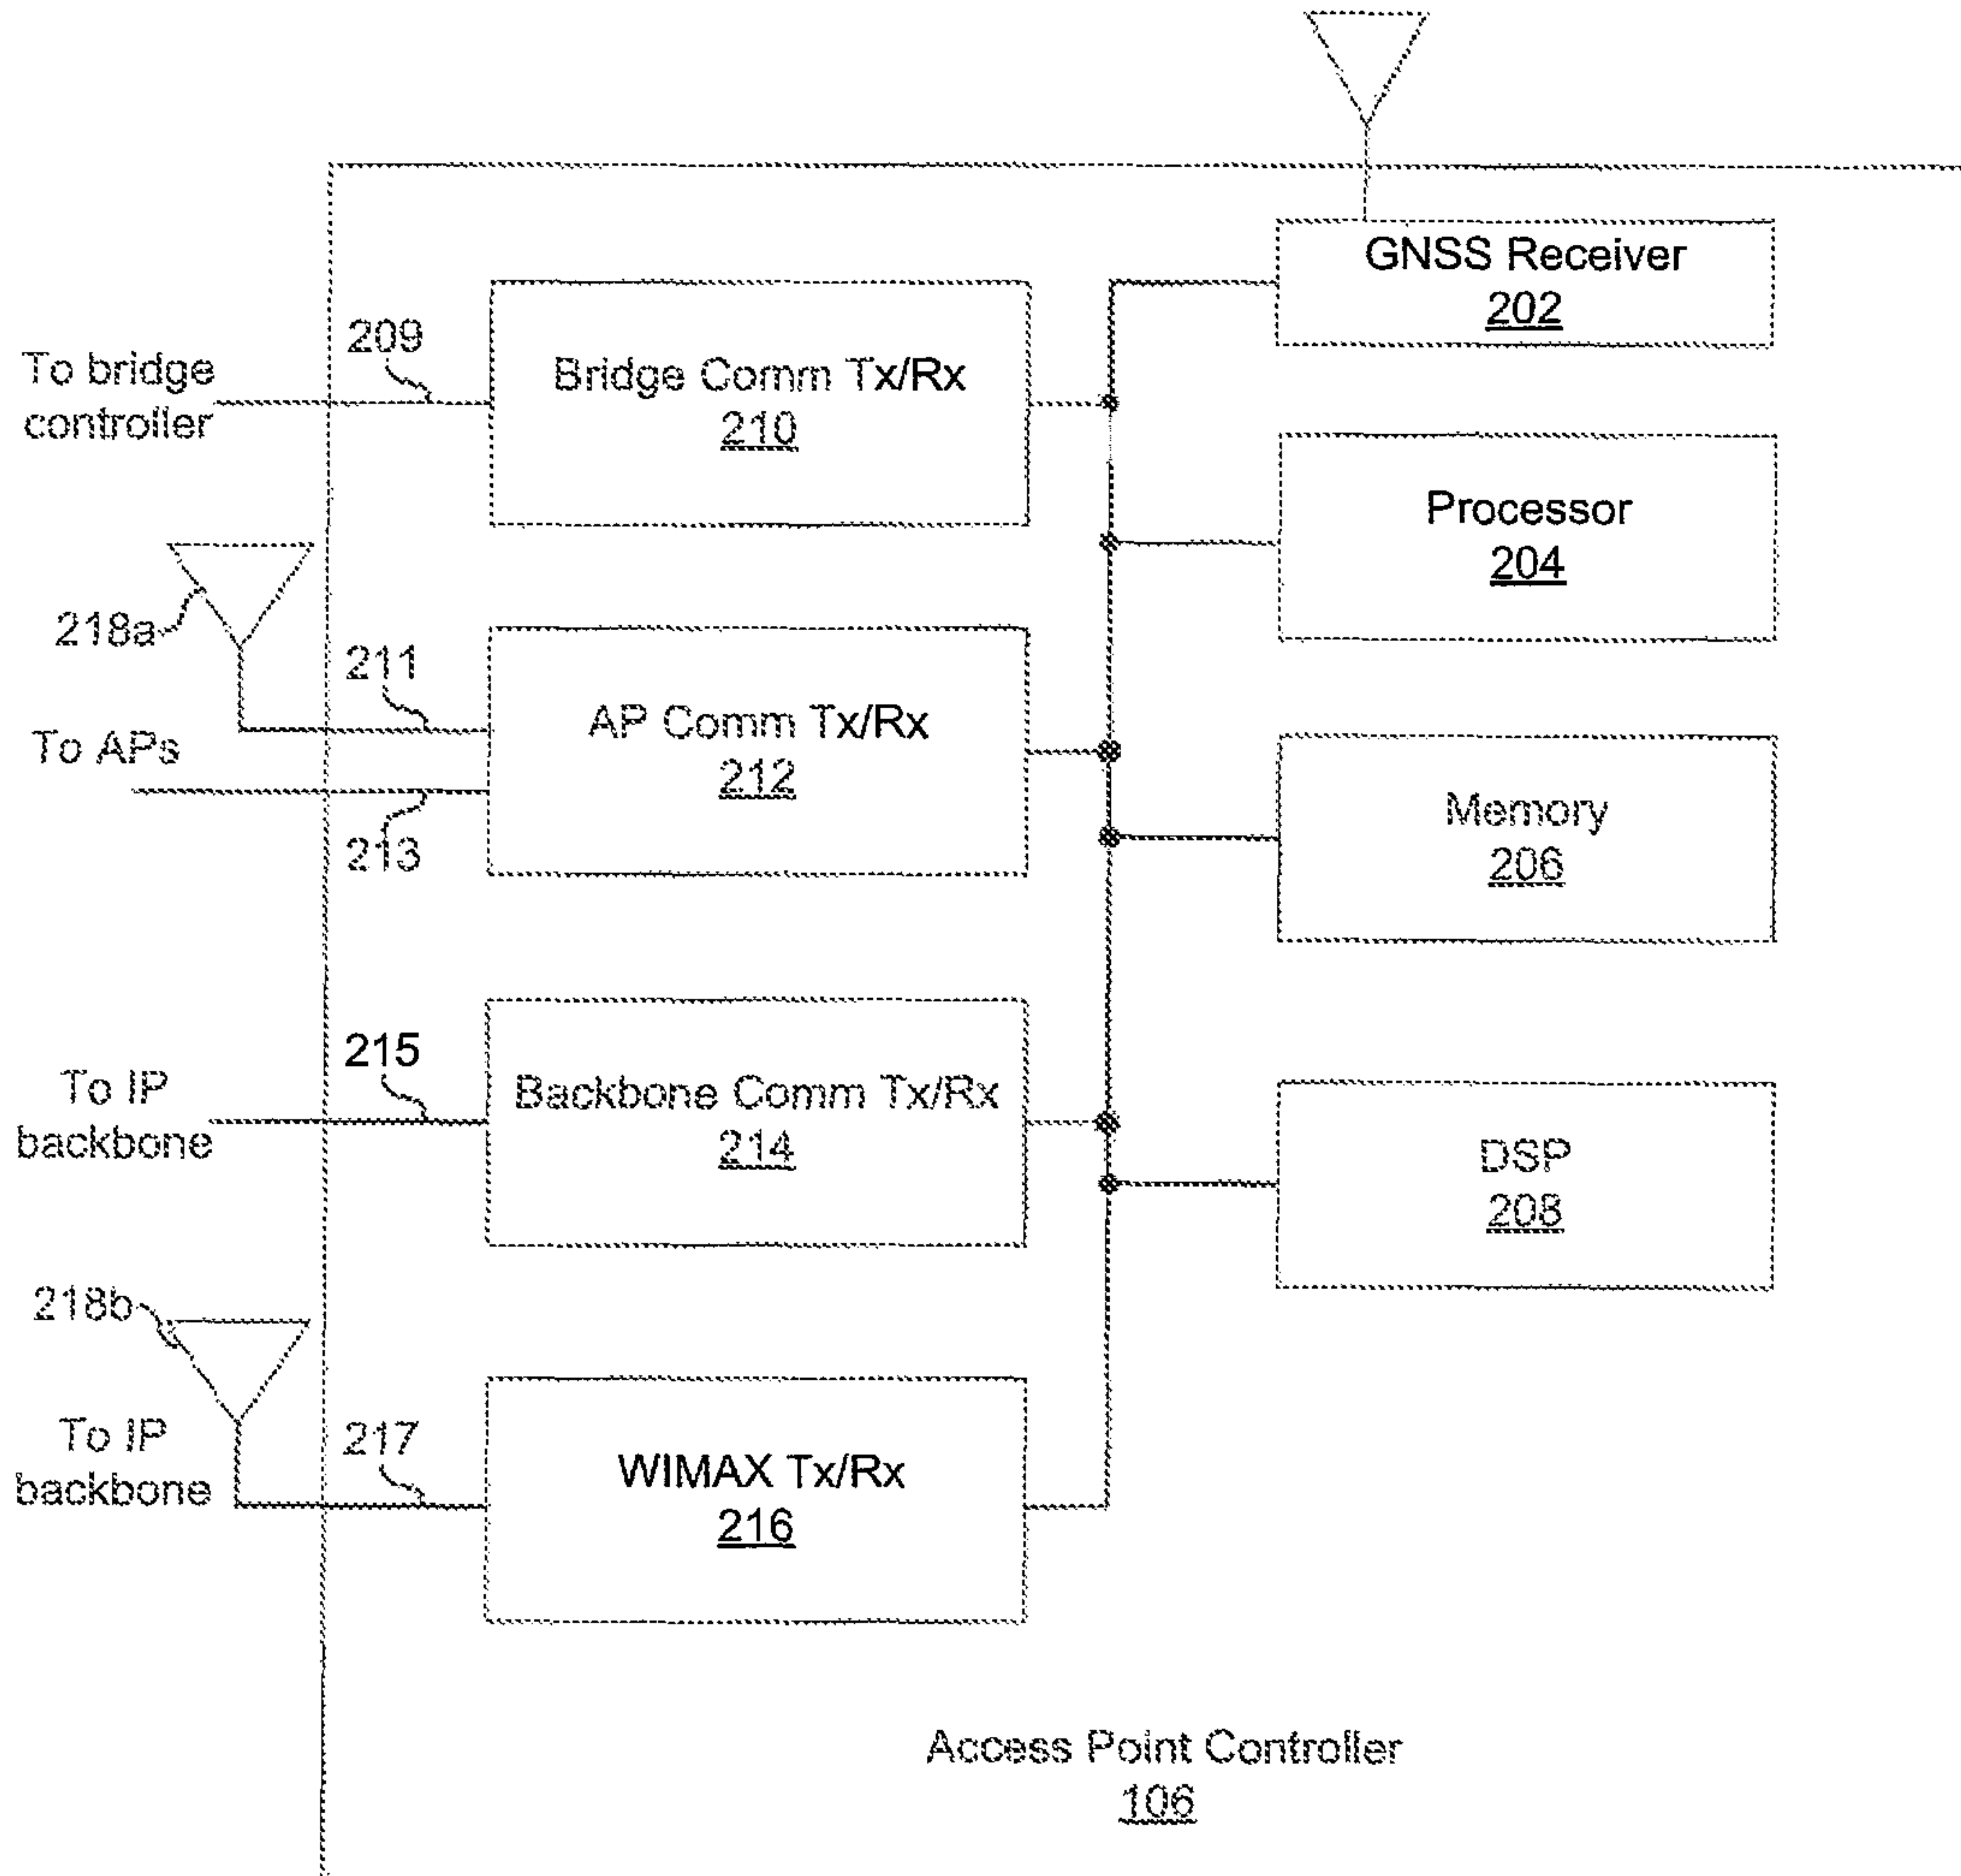 GNSS Receiver
202
To bridge
controller
209
Bridge Comm Tx/Rx
210
Processor
204
218a
211
To APs
213
AP Comm Tx/Rx
212
Memory
206
To IP
backbone
215
Backbone Comm Tx/Rx
214
DSP
208
218b
To IP
backbone
217
WIMAX Tx/Rx
216
Access Point Controller
106